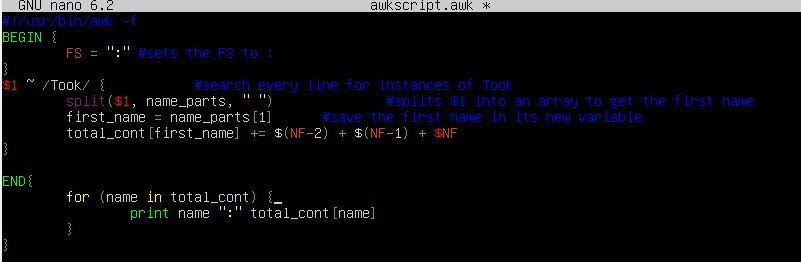 GNU nano 6.2 awkscript.awk *
#!/usr/bin/awk -f
BEGIN {
FS = ":" #sets the FS to :
}
$1 ~ /Took/ { #search every line for instances of Took
split($1, name_parts, " ") #splits $1 into an array to get the first name
first_name = name_parts[1] #save the first name in its new variable
total_cont[first_name] += $(NF-2) + $(NF-1) + $NF
}
END{
for (name in total_cont) {
print name ":" total_cont[name]
}
}